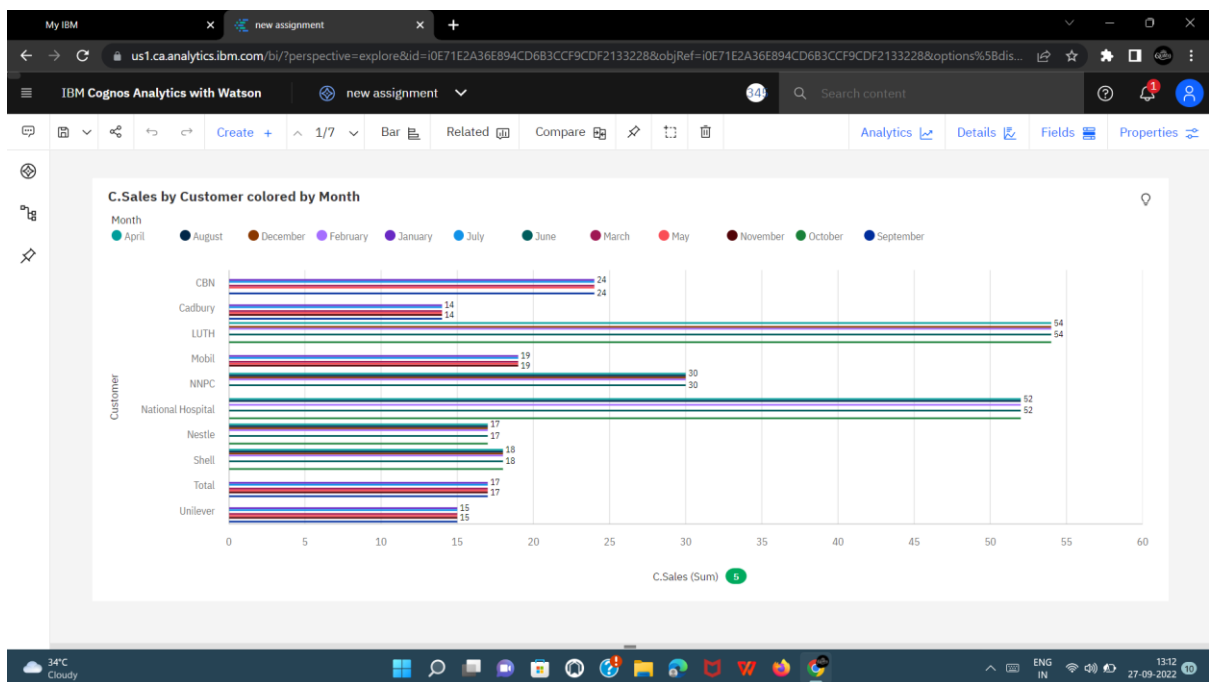 My IBM
new assignment
us1.ca.analytics.ibm.com/bi/?perspective=explore&id=i0E71E2A36E894CD6B3CCF9CDF2133228&objRef=i0E71E2A36E894CD6B3CCF9CDF2133228&options%5Bdis...
IBM Cognos Analytics with Watson new assignment Search content 1
Create + 1/7 Bar Related Compare Analytics Details Fields Properties
C.Sales by Customer colored by Month
Month
April August December February January July June March May November October September
CBN 24
24
Cadbury 14
14
LUTH 54
54
Mobil 19
19
NNPC 30
30
National Hospital 52
52
Nestle 17
17
Shell 18
18
Total 17
17
Unilever 15
15
Customer
0 5 10 15 20 25 30 35 40 45 50 55 60
C.Sales (Sum) 5
34°C
Cloudy
ENG
IN
13:12
27-09-2022
10